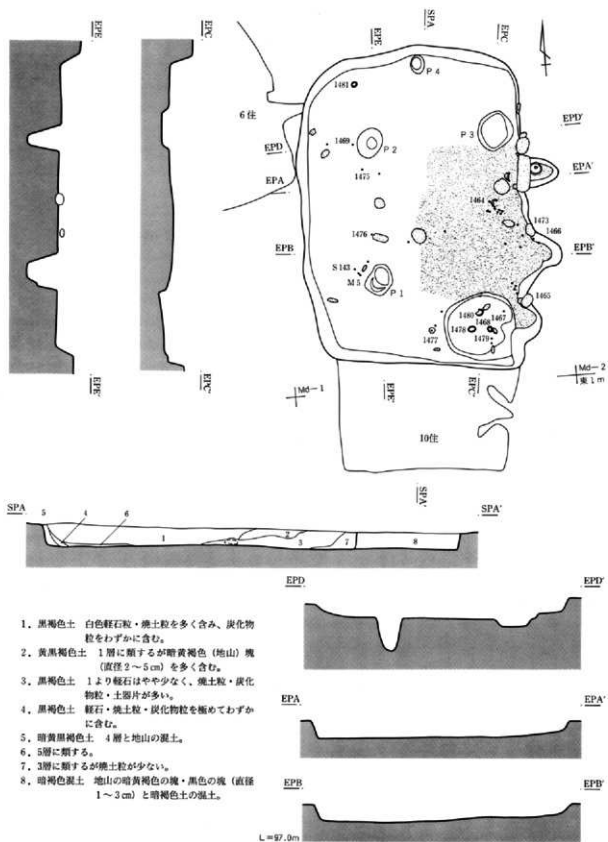 EPE
EPC
EPE
SPA
EPC
P 4
1481
6住
P 3
EPD
EPD'
1469
P 2
EPA
EPA'
1475
1464
1473
1466
1476
EPB
EPB'
S143
M 5
P 1
1465
1480
1467
1468
1478
1479
1477
EPE'
EPC'
Md-1
EPE'
EPC'
Md-2
東1m
10住
SPA'
SPA
5
4
6
SPA'
1
2
3
7
8
EPD
EPD'
1．黒褐色土　白色軽石粒・焼土粒を多く含み、炭化物
粒をわずかに含む。
2．黄黒褐色土　1層に類するが暗黄褐色（地山）塊
（直径2～5㎝）を多く含む。
3．黒褐色土　1より軽石はやや少なく、焼土粒・炭化
物粒・土器片が多い。
4．黒褐色土　軽石・焼土粒・炭化物粒を極めてわずか
に含む。
5．暗黄黒褐色土　4層と地山の混土。
6．5層に類する。
7．3層に類するが焼土粒が少ない。
8．暗褐色混土　地山の暗黄褐色の塊・黒色の塊（直径
1～3㎝）と暗褐色土の混土。
EPA
EPA'
EPB
EPB'
L=97.0m